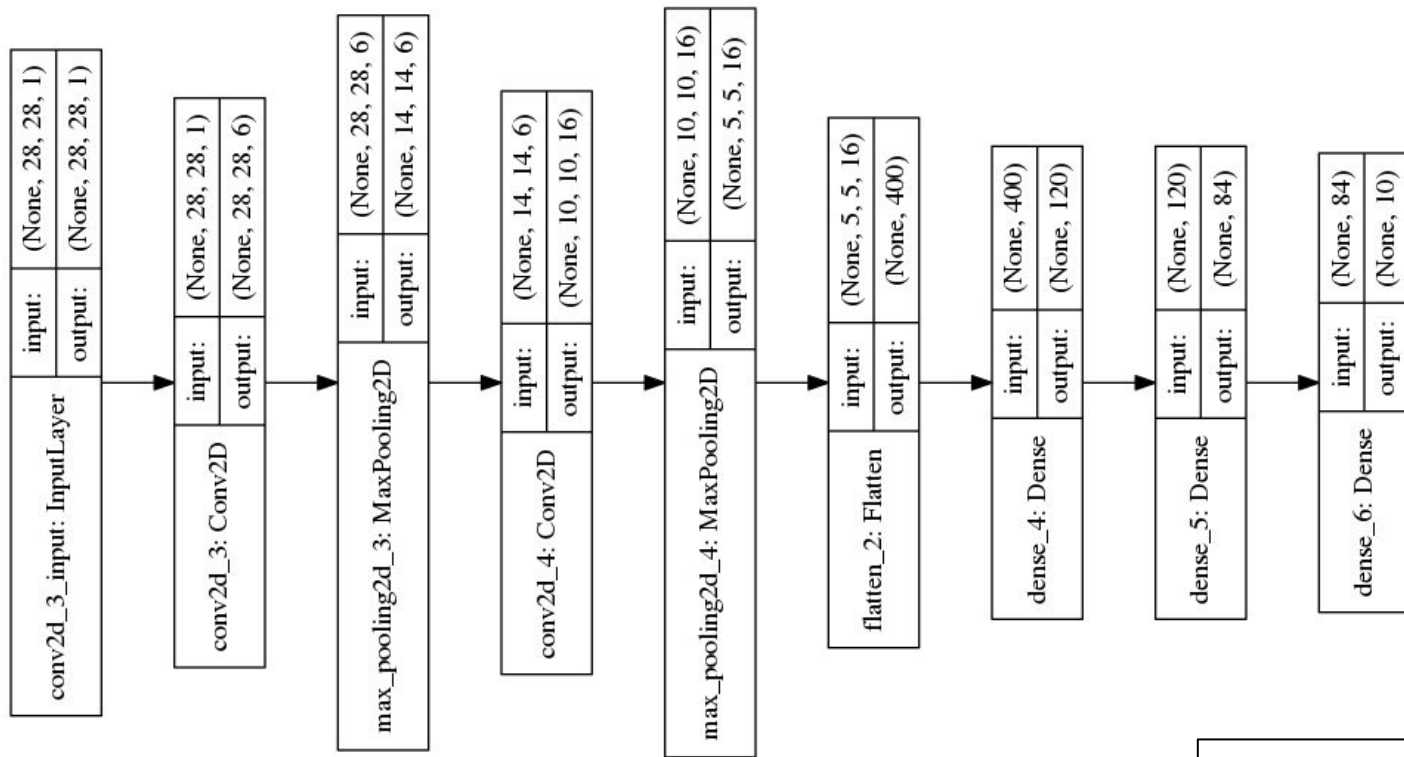 conv2d_3_input: InputLayer
input:
(None, 28, 28, 1)
output:
(None, 28, 28, 1)
conv2d_3: Conv2D
input:
(None, 28, 28, 1)
output:
(None, 28, 28, 6)
max_pooling2d_3: MaxPooling2D
input:
(None, 28, 28, 6)
output:
(None, 14, 14, 6)
conv2d_4: Conv2D
input:
(None, 14, 14, 6)
output:
(None, 10, 10, 16)
max_pooling2d_4: MaxPooling2D
input:
(None, 10, 10, 16)
output:
(None, 5, 5, 16)
flatten_2: Flatten
input:
(None, 5, 5, 16)
output:
(None, 400)
dense_4: Dense
input:
(None, 400)
output:
(None, 120)
dense_5: Dense
input:
(None, 120)
output:
(None, 84)
dense_6: Dense
input:
(None, 84)
output:
(None, 10)